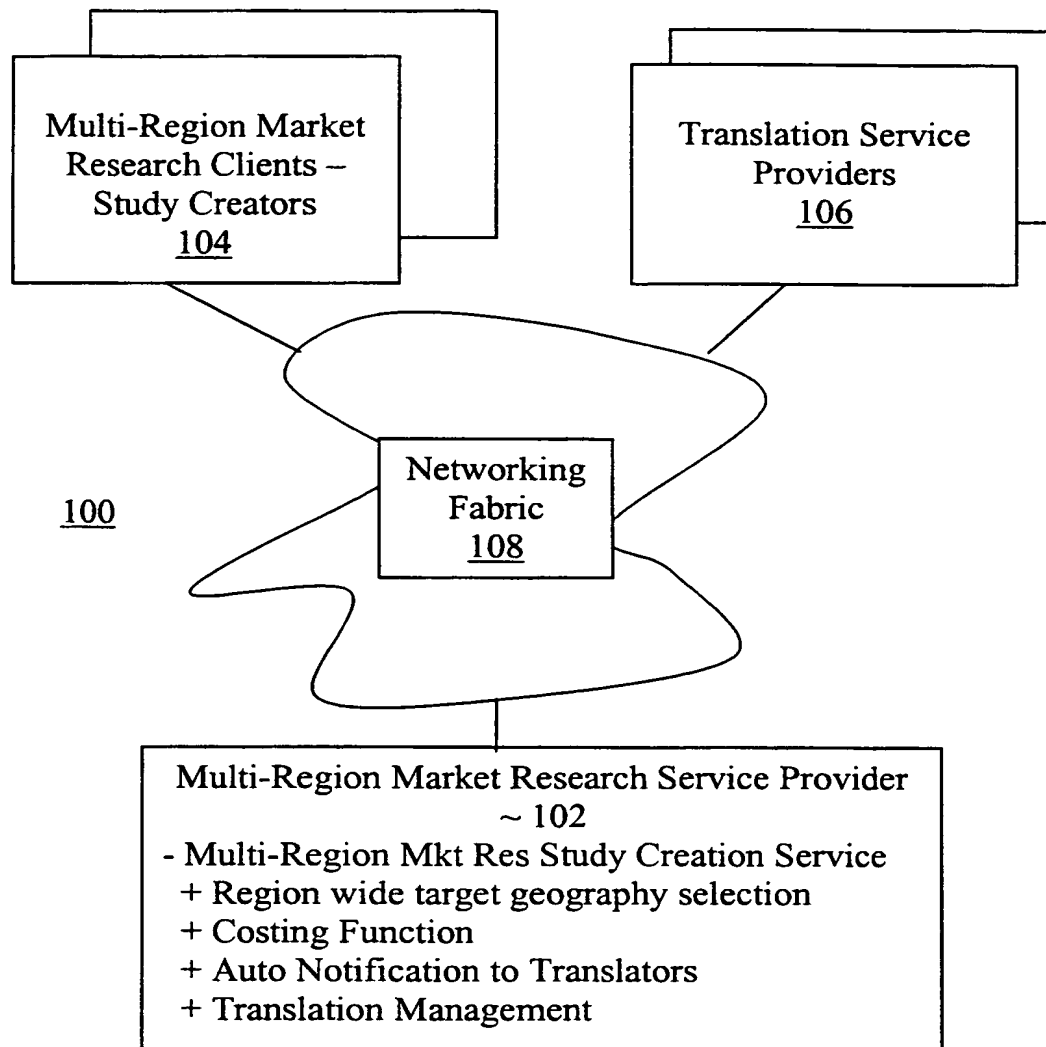 Multi-Region Market
Research Clients –
Study Creators
104
Translation Service
Providers
106
Networking
Fabric
108
100
Multi-Region Market Research Service Provider
~ 102
- Multi-Region Mkt Res Study Creation Service
+ Region wide target geography selection
+ Costing Function
+ Auto Notification to Translators
+ Translation Management